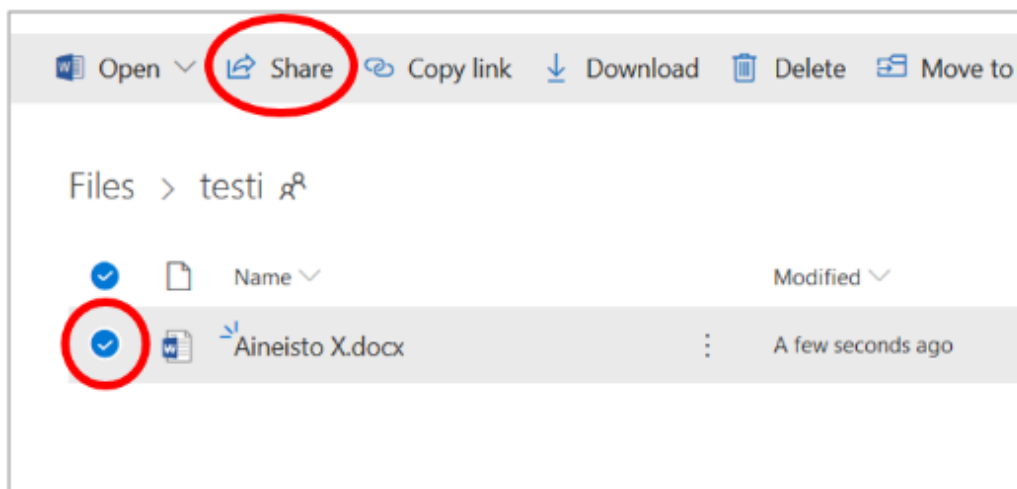 Open Share Copy link Download Delete Move to
Files > testi
Name Modified
Aineisto X.docx A few seconds ago